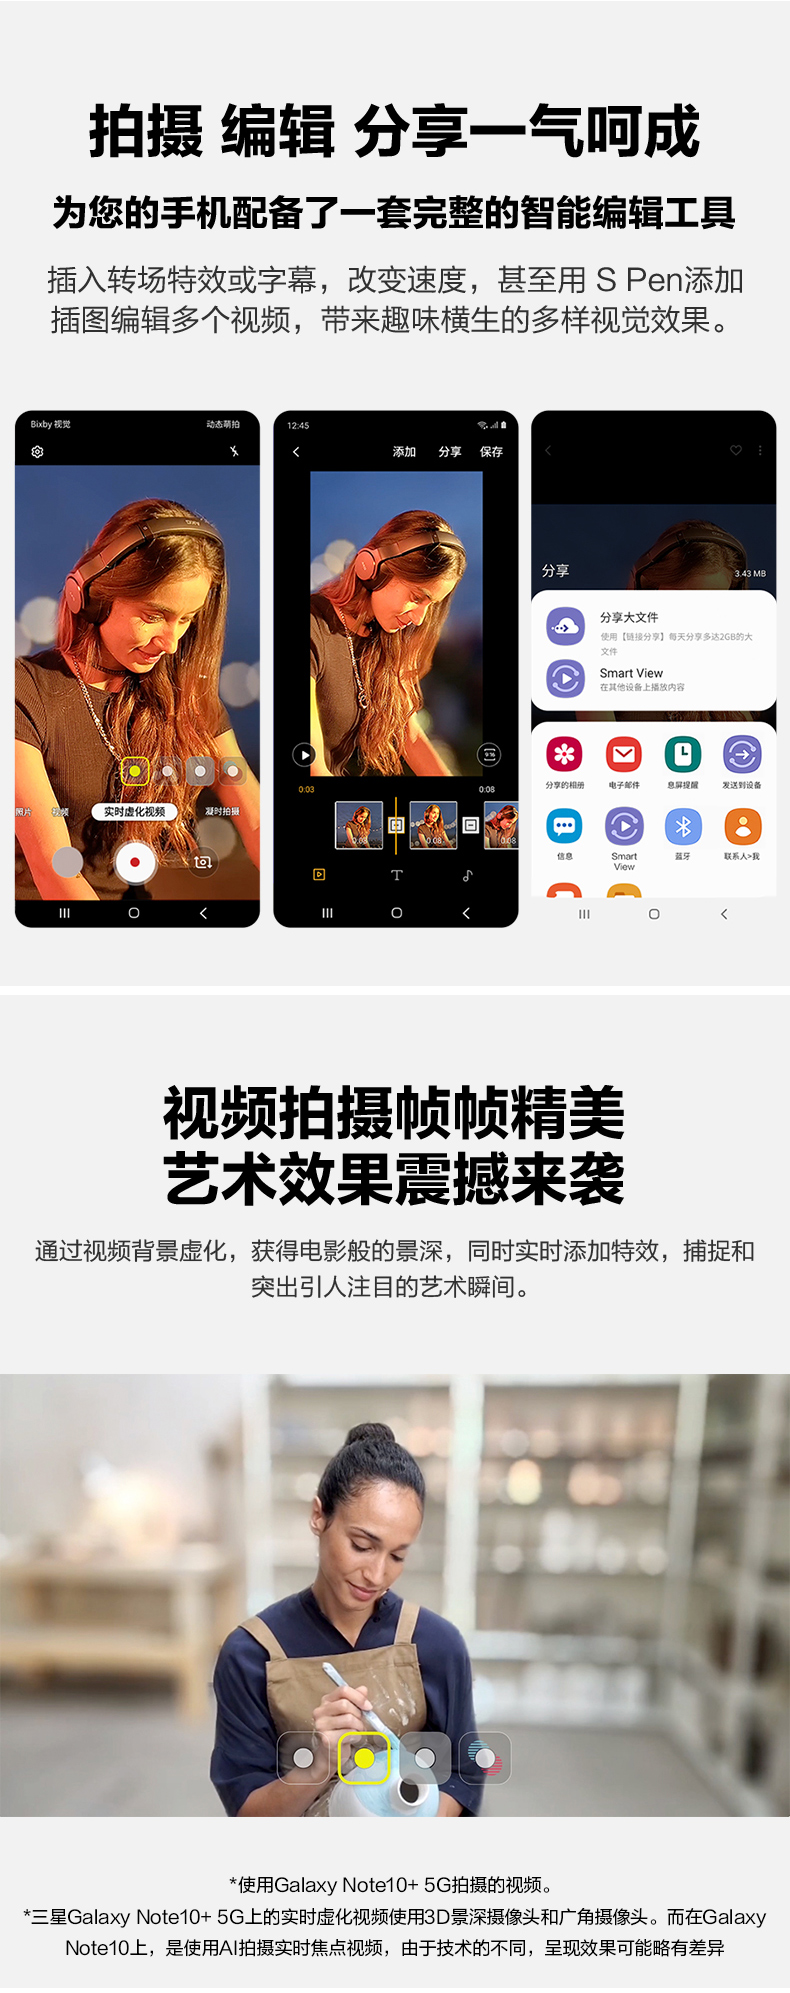 拍摄 编辑 分享一气呵成
为您的手机配备了一套完整的智能编辑工具
插入转场特效或字幕，改变速度，甚至用 S Pen添加
插图编辑多个视频，带来趣味横生的多样视觉效果。
Bixby 视觉 动态萌拍
照片 视频 实时虚化视频 凝时拍摄
12:45
添加 分享 保存
9:16
0:03 0:08
0:08 0:08 0:08
T
分享 3.43 MB
分享大文件
使用【链接分享】每天分享多达2GB的大
文件
Smart View
在其他设备上播放内容
分享的相册 电子邮件 息屏提醒 发送到设备
信息 Smart View 蓝牙 联系人>我
视频拍摄帧帧精美
艺术效果震撼来袭
通过视频背景虚化，获得电影般的景深，同时实时添加特效，捕捉和
突出引人注目的艺术瞬间。
*使用Galaxy Note10+ 5G拍摄的视频。
*三星Galaxy Note10+ 5G上的实时虚化视频使用3D景深摄像头和广角摄像头。而在Galaxy
Note10上，是使用AI拍摄实时焦点视频，由于技术的不同，呈现效果可能略有差异